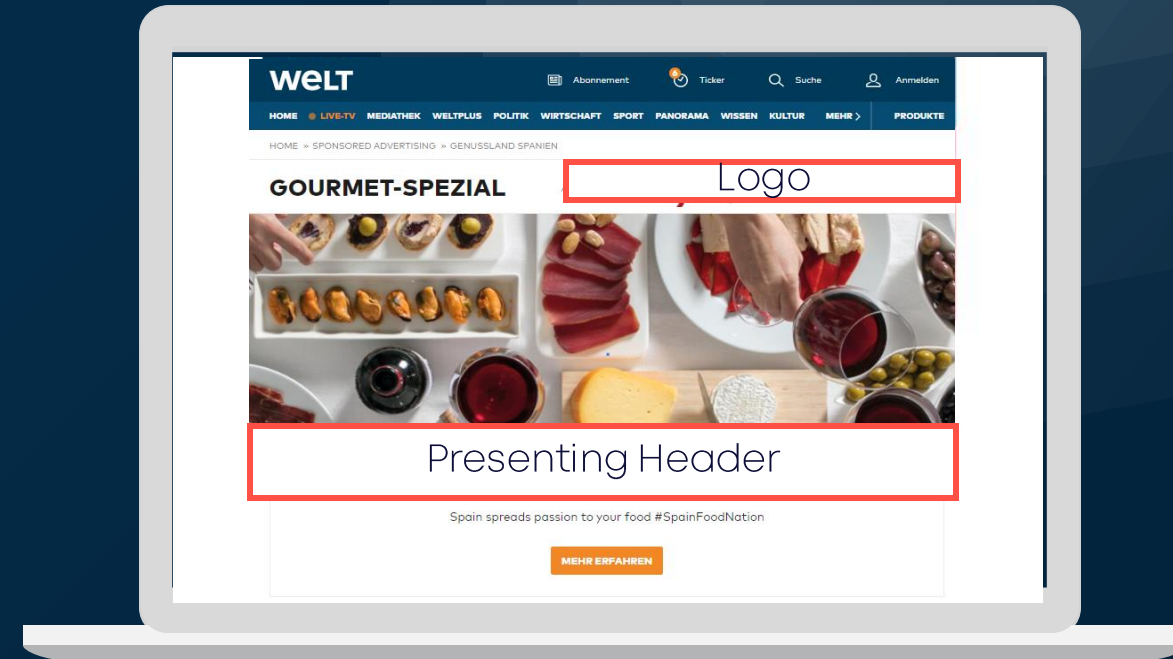 WELT
Abonnement
6
Ticker
Suche
Anmelden
HOME LIVE-TV MEDIATHEK WELTPLUS POLITIK WIRTSCHAFT SPORT PANORAMA WISSEN KULTUR MEHR PRODUKTE
HOME » SPONSORED ADVERTISING » GENUSSLAND SPANIEN
GOURMET-SPEZIAL
Logo
Presenting Header
Spain spreads passion to your food #SpainFoodNation
MEHR ERFAHREN